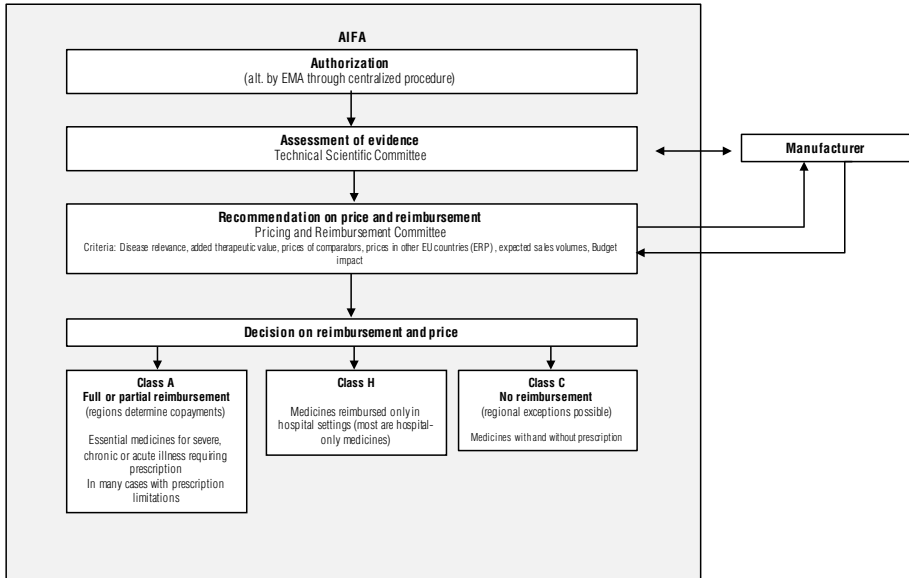 AIFA
Authorization
(alt. by EMA through centralized procedure)
Assessment of evidence
Technical Scientific Committee
Manufacturer
Recommendation on price and reimbursement
Pricing and Reimbursement Committee
Criteria: Disease relevance, added therapeutic value, prices of comparators, prices in other EU countries (ERP) , expected sales volumes, Budget
impact
Decision on reimbursement and price
Class A
Full or partial reimbursement
(regions determine copayments)
Essential medicines for severe,
chronic or acute illness requiring
prescription
In many cases with prescription
limitations
Class H
Medicines reimbursed only in
hospital settings (most are hospital-
only medicines)
Class C
No reimbursement
(regional exceptions possible)
Medicines with and without prescription